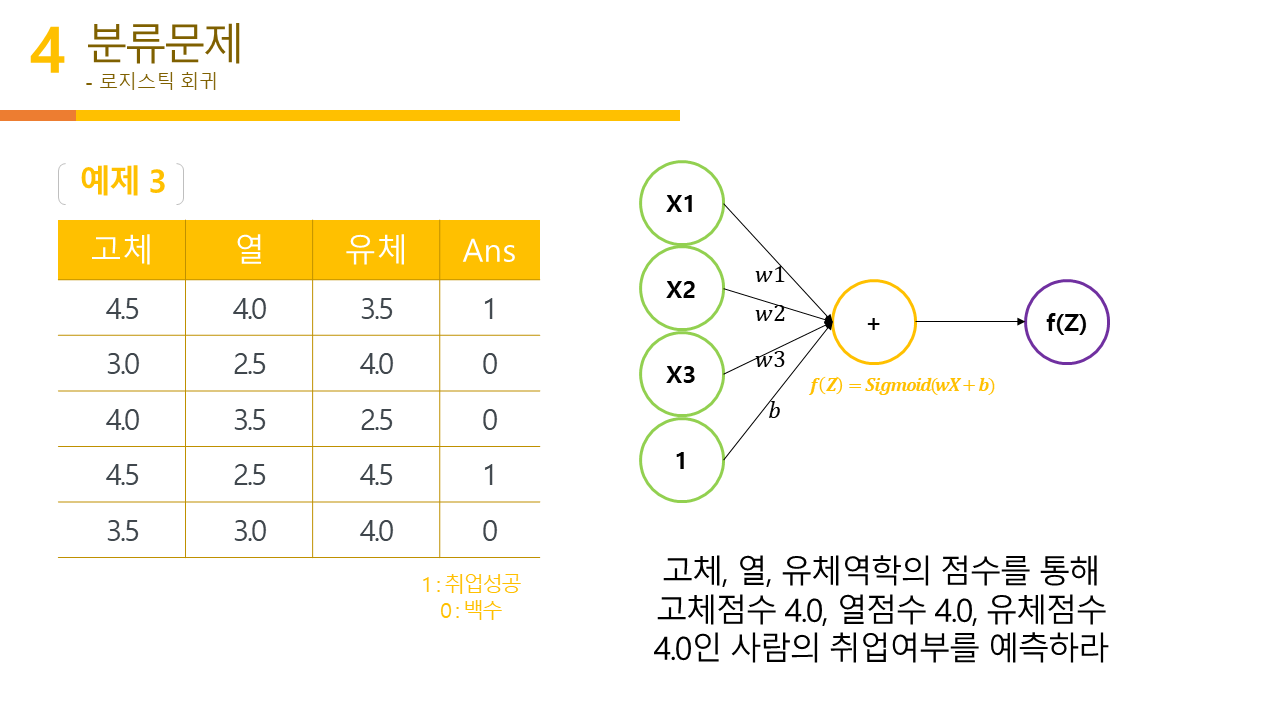 4 분류문제
- 로지스틱 회귀
예제 3
고체 열 유체 Ans
4.5 4.0 3.5 1
3.0 2.5 4.0 0
4.0 3.5 2.5 0
4.5 2.5 4.5 1
3.5 3.0 4.0 0
1 : 취업성공
0 : 백수
X1
X2
X3
1
w1
w2
w3
b
+
f(Z)
f(Z) = Sigmoid(wX + b)
고체, 열, 유체역학의 점수를 통해
고체점수 4.0, 열점수 4.0, 유체점수
4.0인 사람의 취업여부를 예측하라